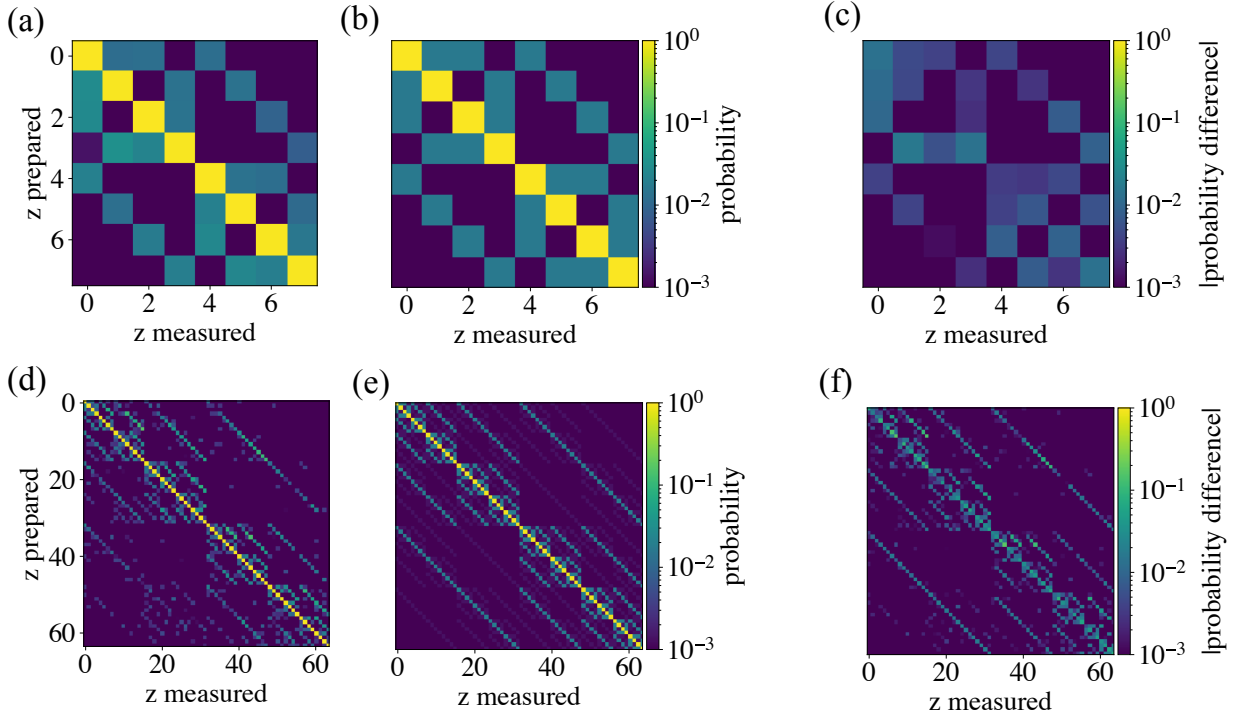 (a)
0
2
4
6
z prepared
0 2 4 6
z measured
(b)
0 2 4 6
z measured
10^0
10^-1
10^-2
10^-3
probability
(c)
0 2 4 6
z measured
10^0
10^-1
10^-2
10^-3
|probability difference|
(d)
0
20
40
60
z prepared
0 20 40 60
z measured
(e)
0 20 40 60
z measured
10^0
10^-1
10^-2
10^-3
probability
(f)
0 20 40 60
z measured
10^0
10^-1
10^-2
10^-3
|probability difference|